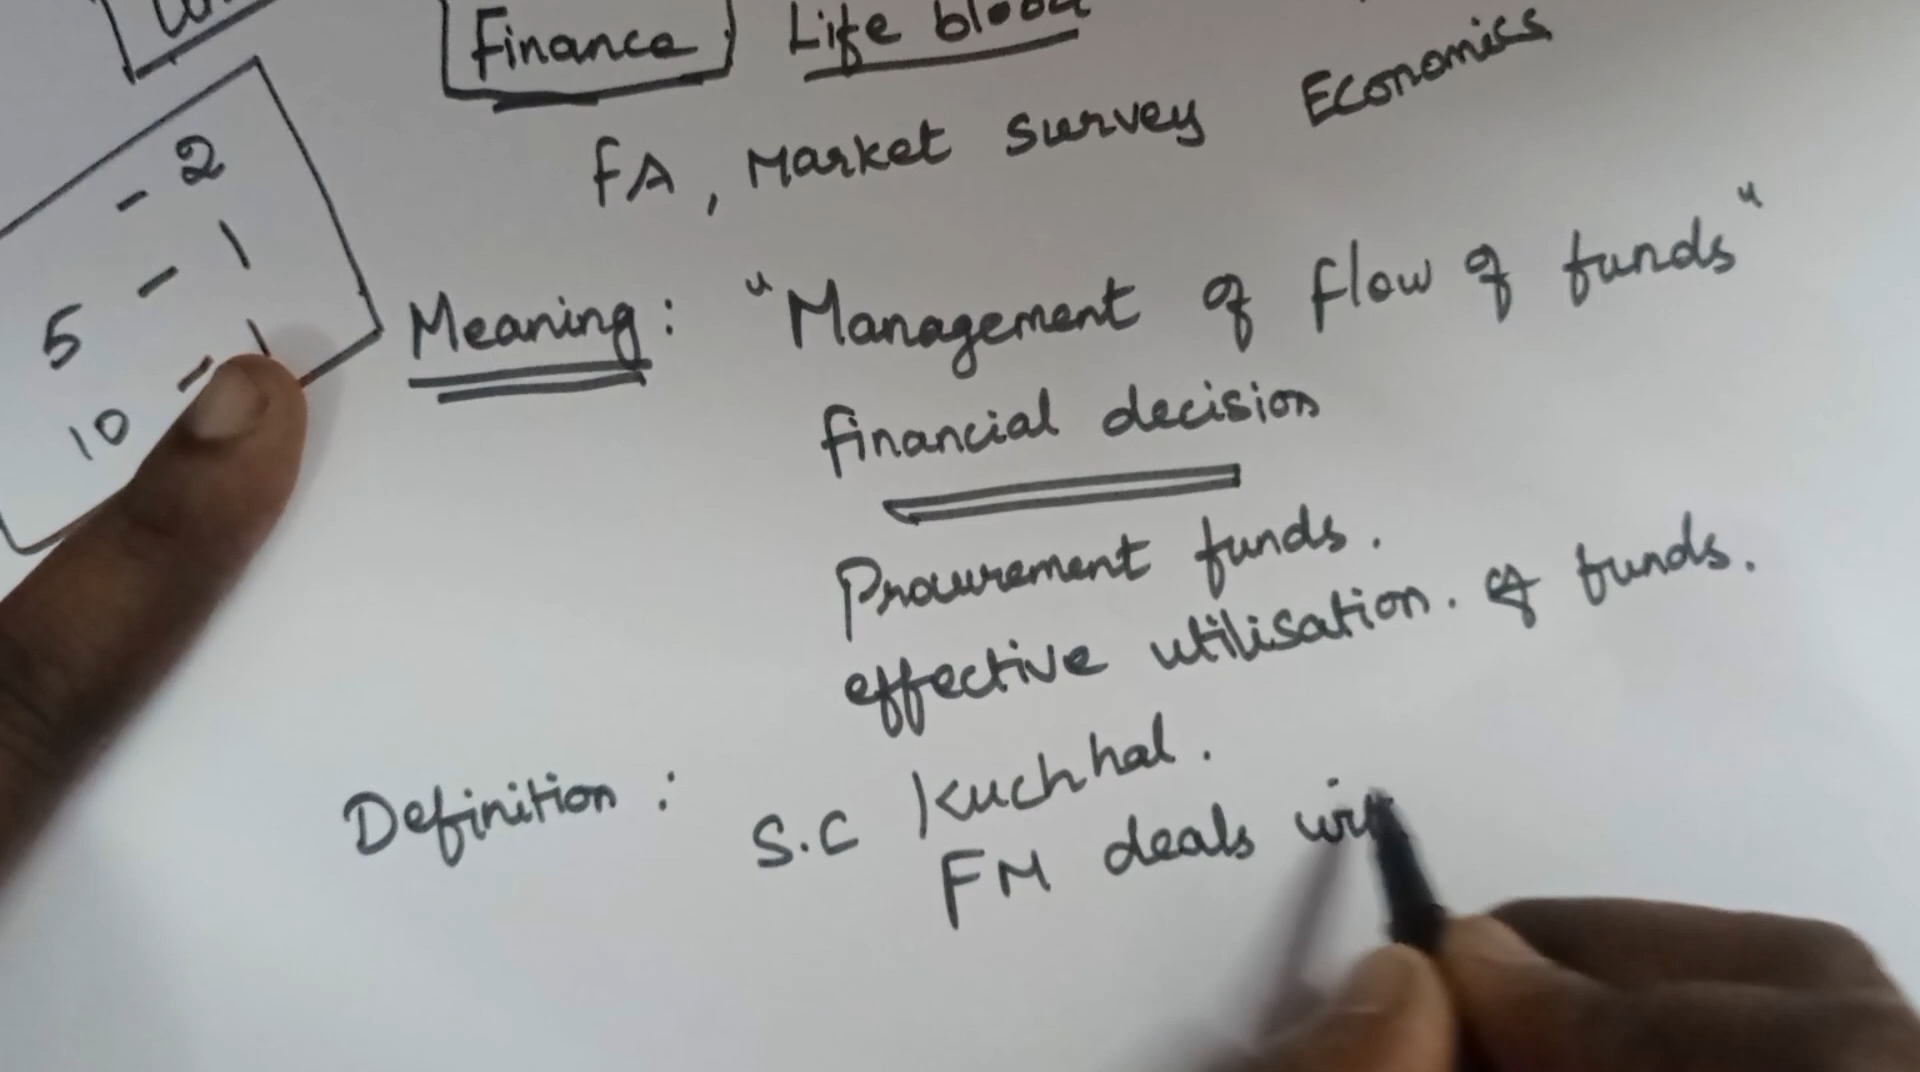 Finance Life blood
FA, Market survey Economics
- 2
5 -
10 -
Meaning: "Management of flow of funds"
financial decision
Procurement funds.
effective utilisation. of funds.
Definition : S.C Kuchhal.
FM deals